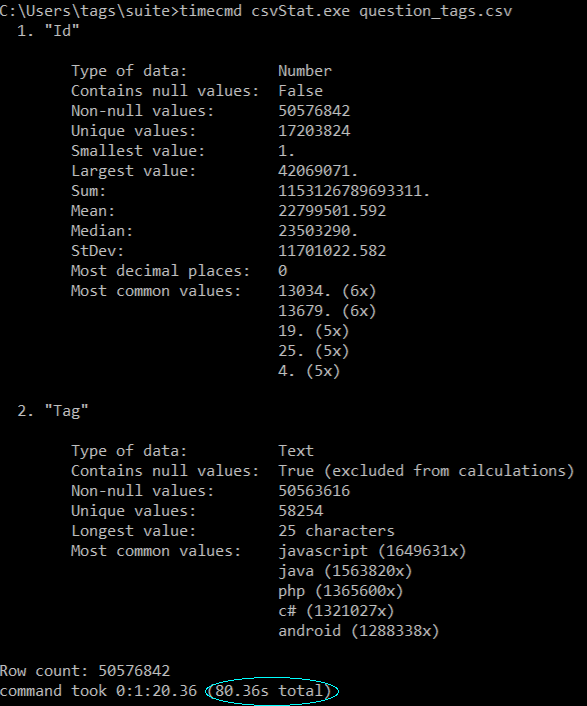 C:\Users\tags\suite>timecmd csvStat.exe question_tags.csv
1. "Id"
Type of data: Number
Contains null values: False
Non-null values: 50576842
Unique values: 17203824
Smallest value: 1.
Largest value: 42069071.
Sum: 1153126789693311.
Mean: 22799501.592
Median: 23503290.
StDev: 11701022.582
Most decimal places: 0
Most common values: 13034. (6x)
13679. (6x)
19. (5x)
25. (5x)
4. (5x)
2. "Tag"
Type of data: Text
Contains null values: True (excluded from calculations)
Non-null values: 50563616
Unique values: 58254
Longest value: 25 characters
Most common values: javascript (1649631x)
java (1563820x)
php (1365600x)
c# (1321027x)
android (1288338x)
Row count: 50576842
command took 0:1:20.36 (80.36s total)